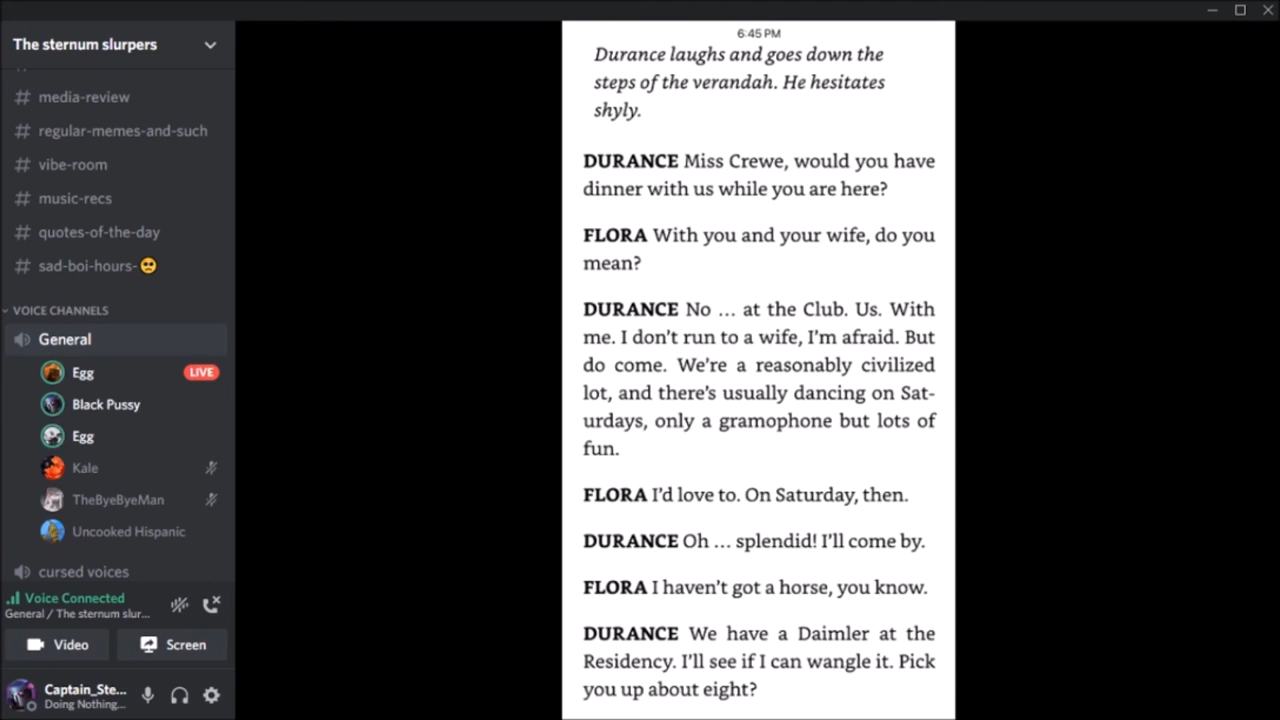 The sternum slurpers
# media-review
# regular-memes-and-such
# vibe-room
# music-recs
# quotes-of-the-day
# sad-boi-hours-🥺
VOICE CHANNELS
General
Egg LIVE
Black Pussy
Egg
Kale
TheByeByeMan
Uncooked Hispanic
cursed voices
Voice Connected
General / The sternum slur...
Video Screen
Captain_Ste...
Doing Nothing...
6:45 PM
Durance laughs and goes down the
steps of the verandah. He hesitates
shyly.
DURANCE Miss Crewe, would you have
dinner with us while you are here?
FLORA With you and your wife, do you
mean?
DURANCE No … at the Club. Us. With
me. I don't run to a wife, I'm afraid. But
do come. We're a reasonably civilized
lot, and there's usually dancing on Sat-
urdays, only a gramophone but lots of
fun.
FLORA I'd love to. On Saturday, then.
DURANCE Oh … splendid! I'll come by.
FLORA I haven't got a horse, you know.
DURANCE We have a Daimler at the
Residency. I'll see if I can wangle it. Pick
you up about eight?